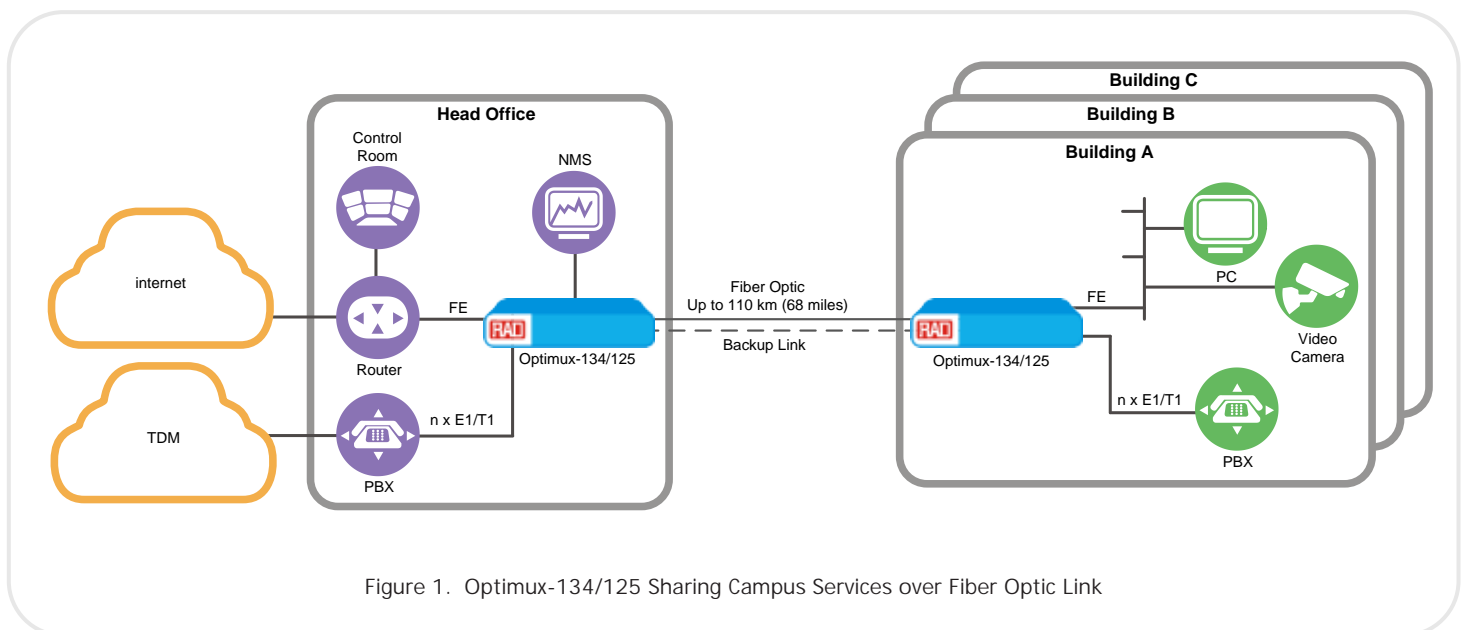 Head Office
Control
Room
NMS
internet
FE
RAD
Optimux-134/125
Router
TDM
n x E1/T1
PBX
Fiber Optic
Up to 110 km (68 miles)
Backup Link
Building C
Building B
Building A
PC
FE
RAD
Optimux-134/125
Video
Camera
n x E1/T1
PBX
Figure 1. Optimux-134/125 Sharing Campus Services over Fiber Optic Link